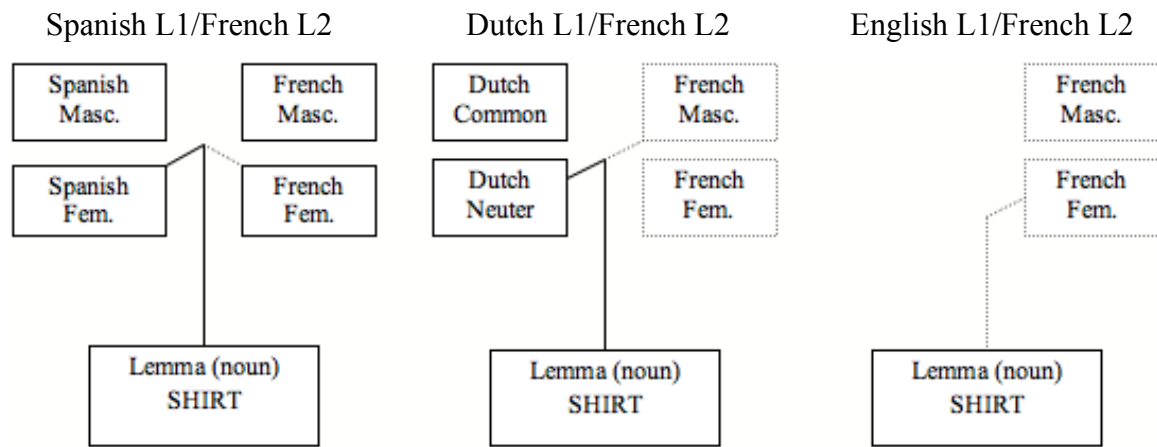 Spanish L1/French L2
Dutch L1/French L2
English L1/French L2
Spanish
Masc.
French
Masc.
Spanish
Fem.
French
Fem.
Lemma (noun)
SHIRT
Dutch
Common
French
Masc.
Dutch
Neuter
French
Fem.
Lemma (noun)
SHIRT
French
Masc.
French
Fem.
Lemma (noun)
SHIRT